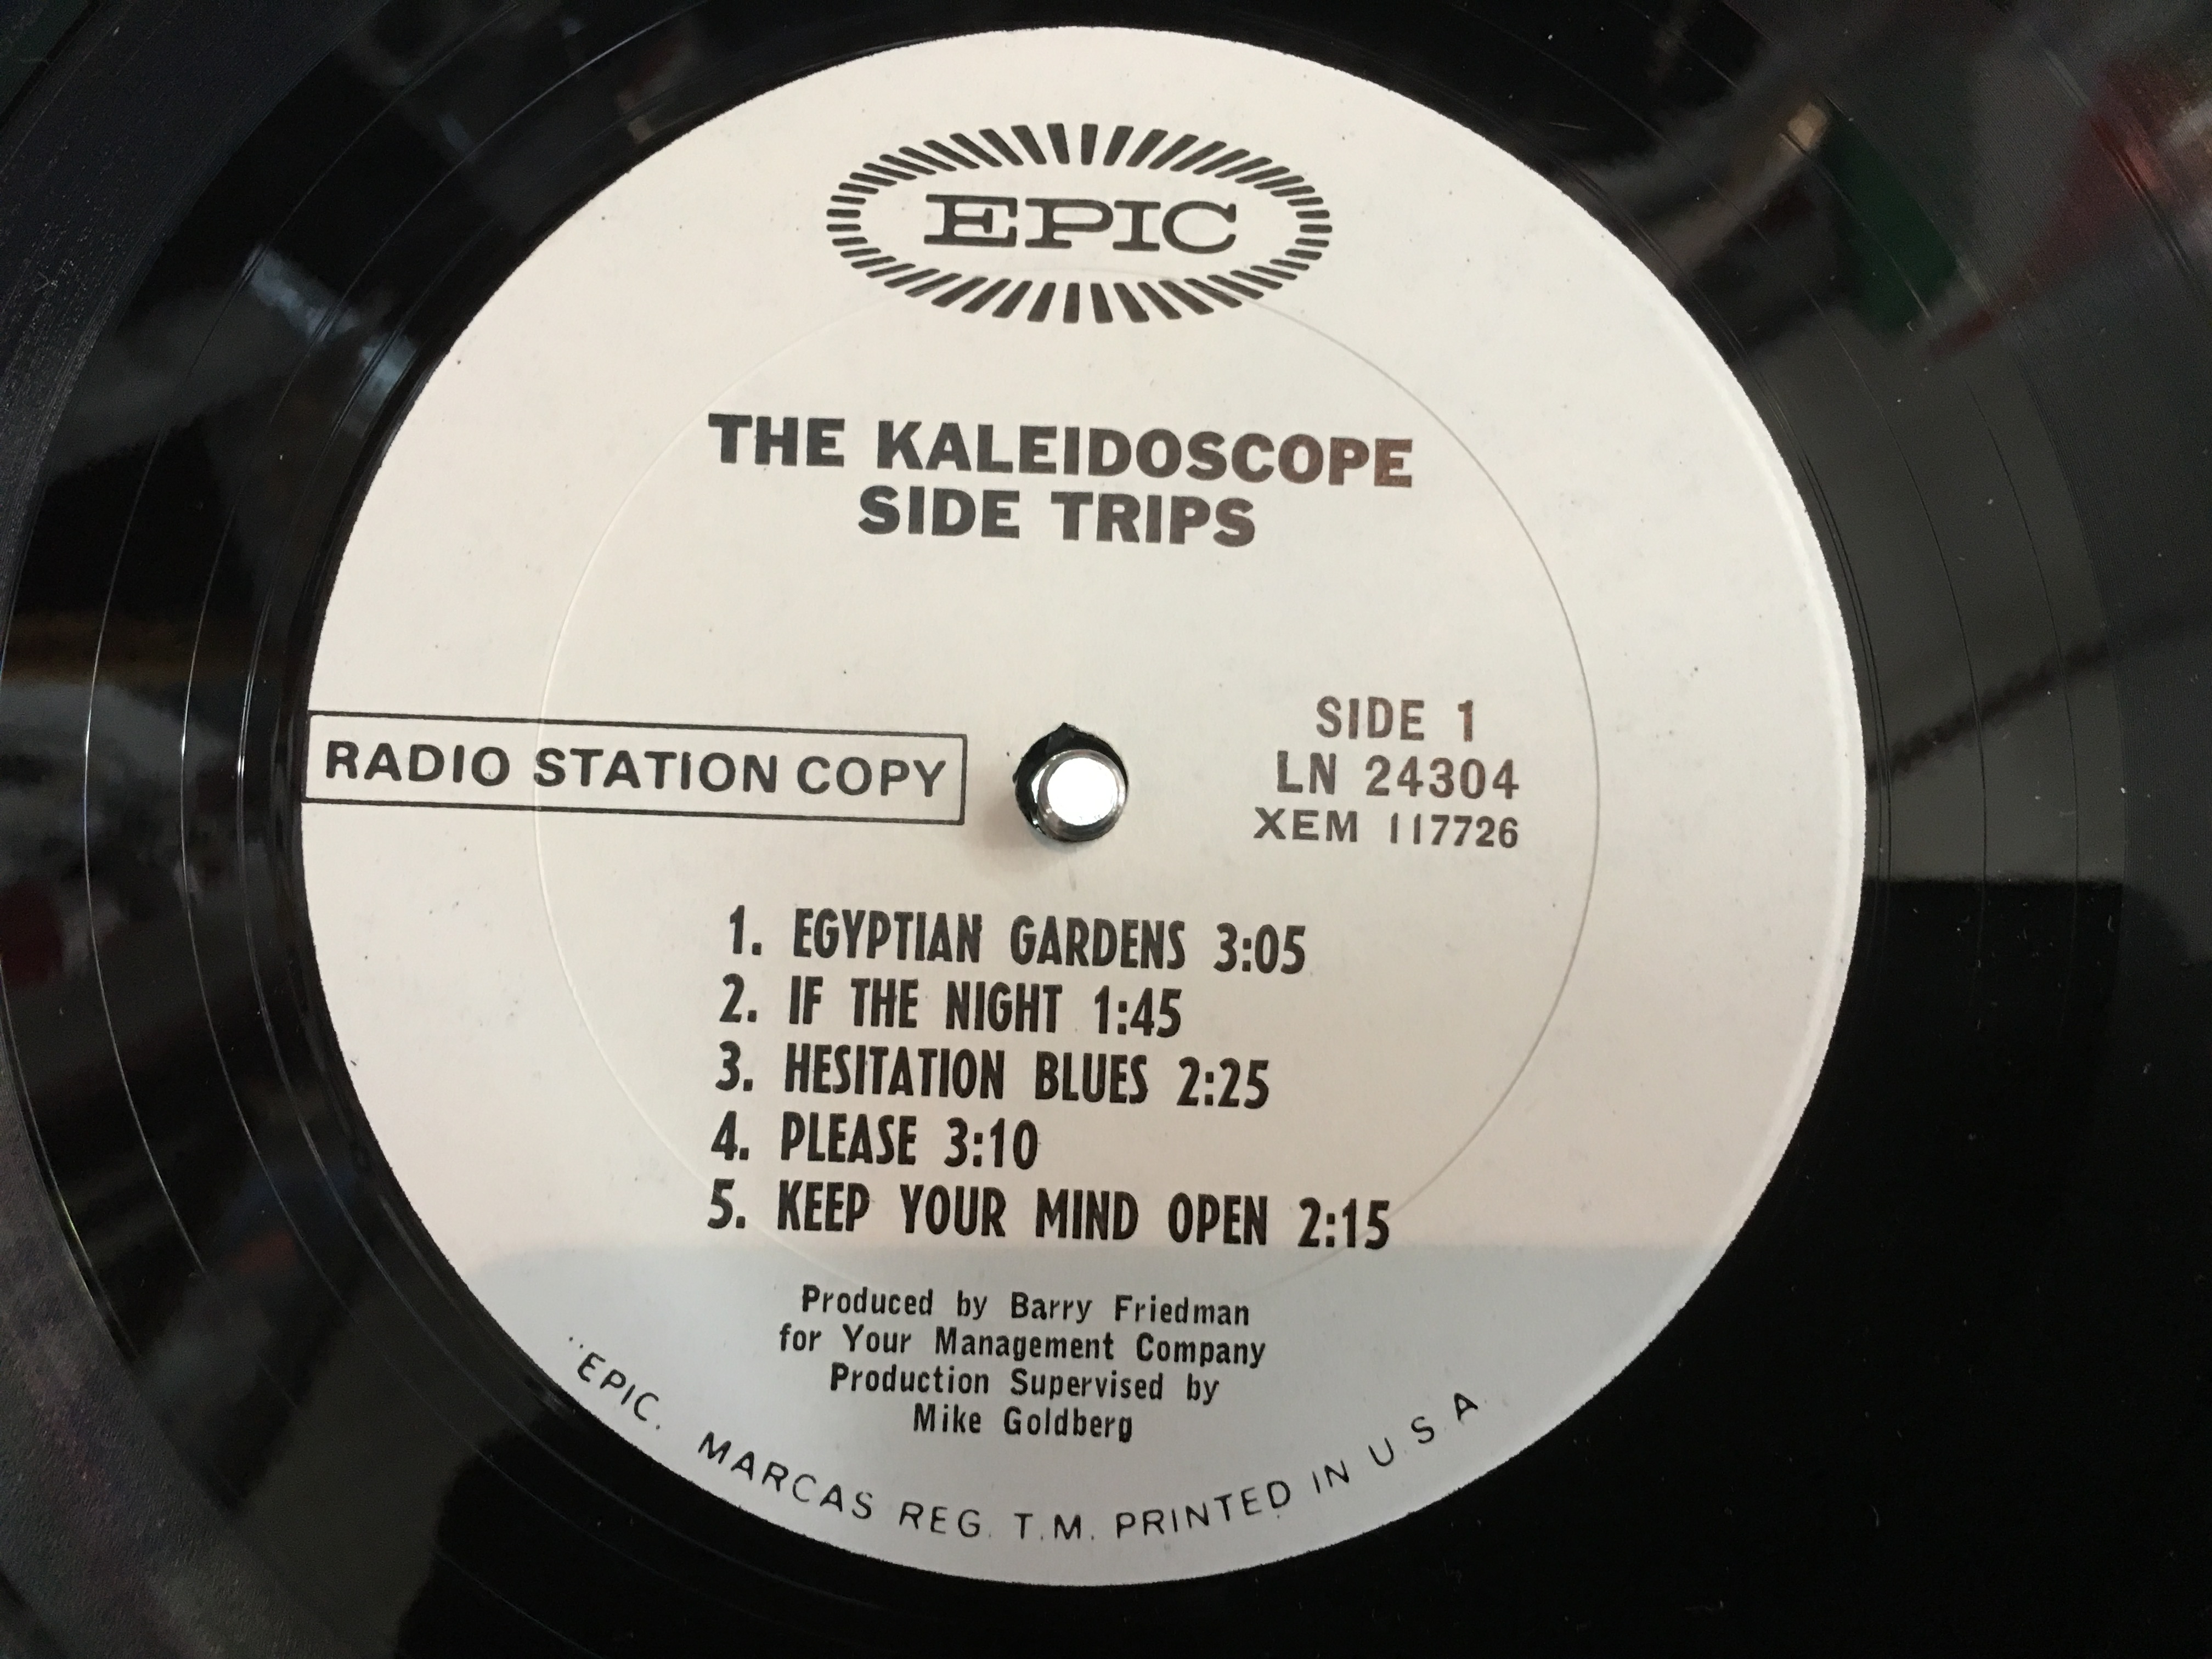 EPIC
THE KALEIDOSCOPE
SIDE TRIPS
RADIO STATION COPY
SIDE 1
LN 24304
XEM 117726
1. EGYPTIAN GARDENS 3:05
2. IF THE NIGHT 1:45
3. HESITATION BLUES 2:25
4. PLEASE 3:10
5. KEEP YOUR MIND OPEN 2:15
Produced by Barry Friedman
for Your Management Company
Production Supervised by
Mike Goldberg
"EPIC. MARCAS REG. T.M. PRINTED IN U.S.A.